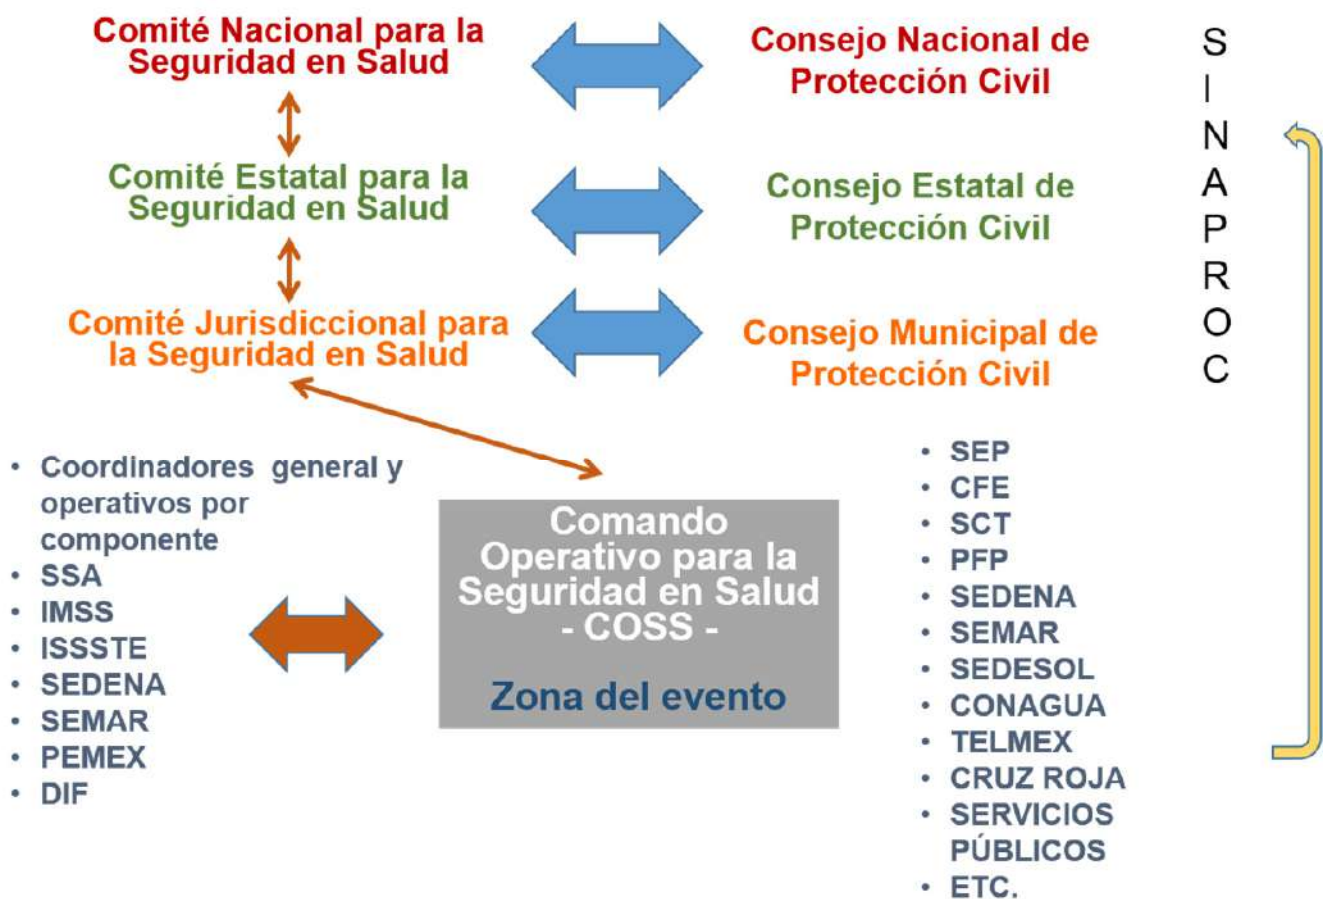 Comité Nacional para la
Seguridad en Salud
Consejo Nacional de
Protección Civil
Comité Estatal para la
Seguridad en Salud
Consejo Estatal de
Protección Civil
Comité Jurisdiccional para
la Seguridad en Salud
Consejo Municipal de
Protección Civil
S
I
N
A
P
R
O
C
• Coordinadores general y
operativos por
componente
• SSA
• IMSS
• ISSSTE
• SEDENA
• SEMAR
• PEMEX
• DIF
Comando
Operativo para la
Seguridad en Salud
- COSS -
Zona del evento
• SEP
• CFE
• SCT
• PFP
• SEDENA
• SEMAR
• SEDESOL
• CONAGUA
• TELMEX
• CRUZ ROJA
• SERVICIOS
PÚBLICOS
• ETC.